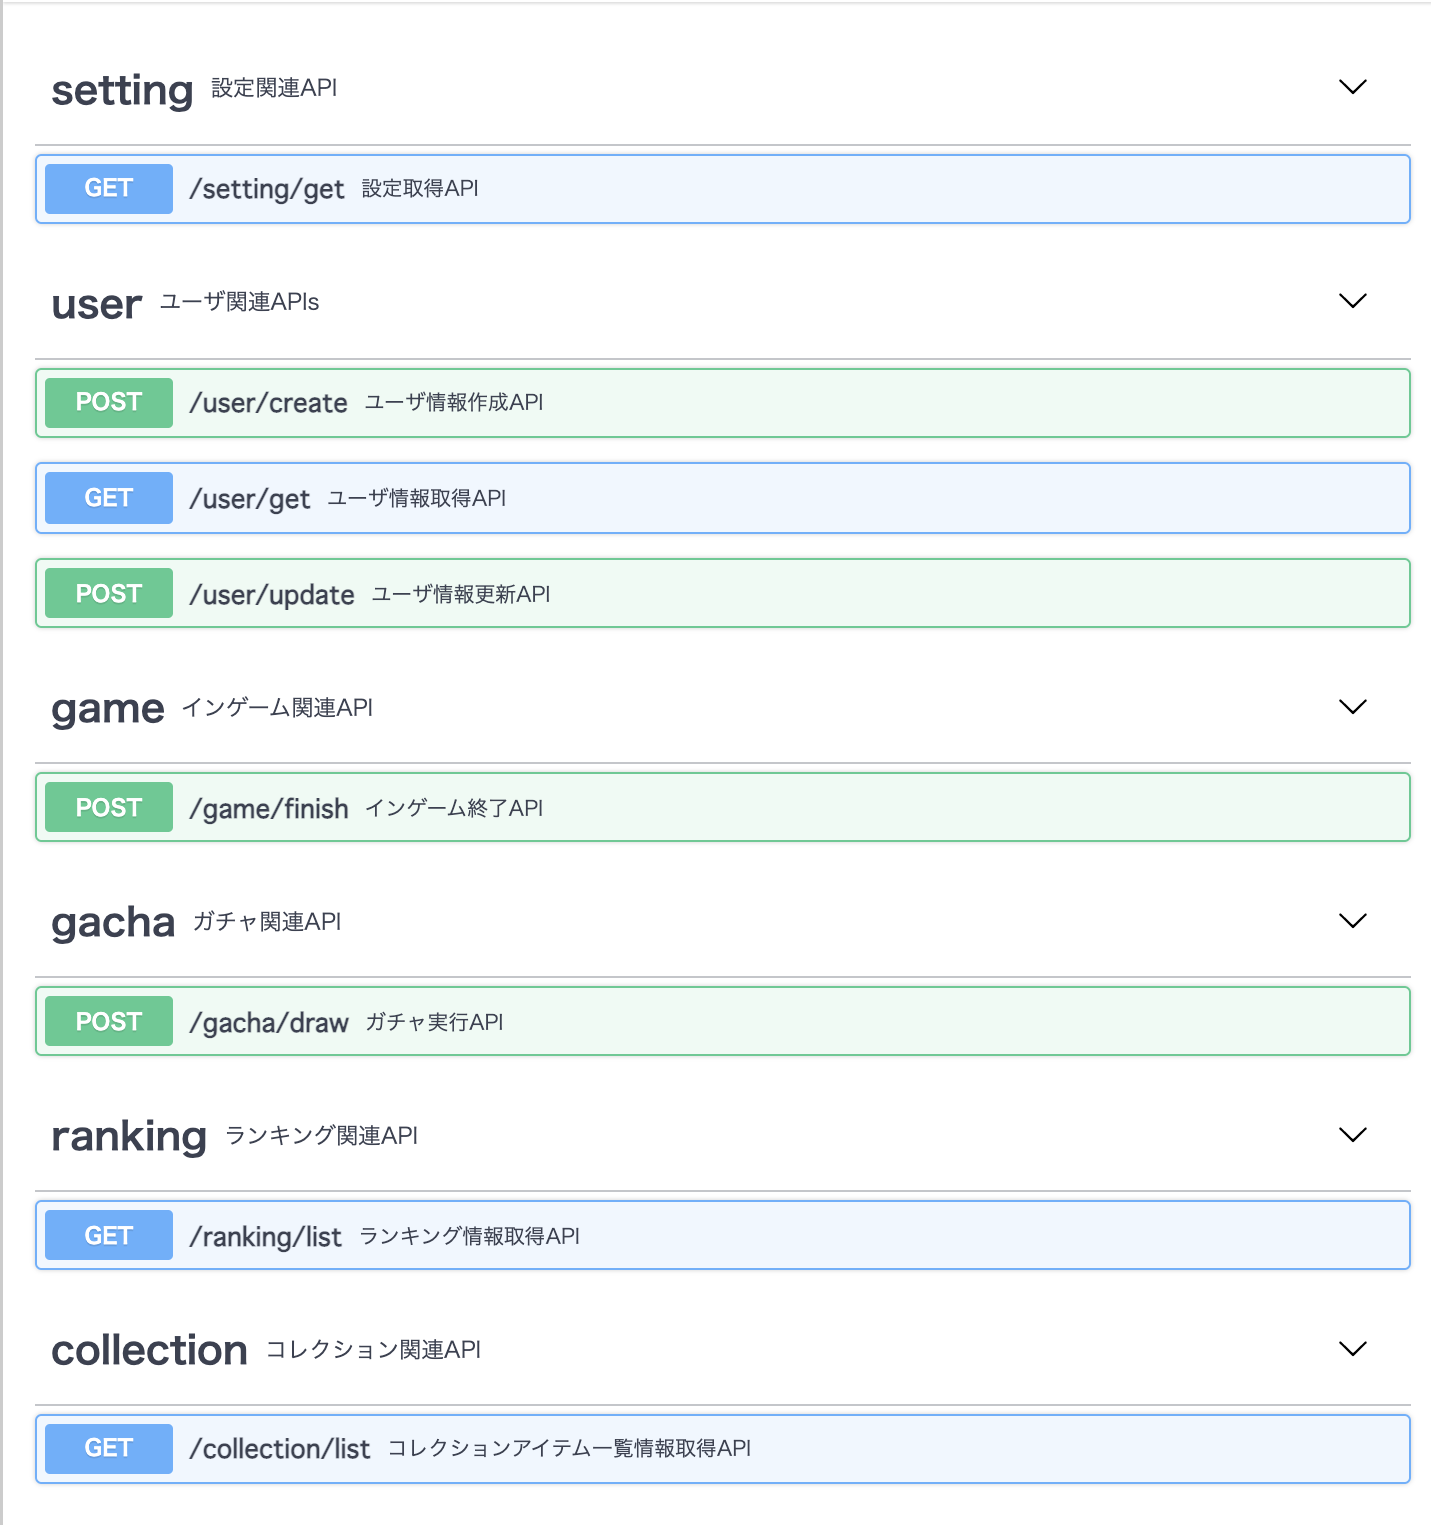 setting 設定関連API
GET /setting/get 設定取得API
user ユーザ関連APIs
POST /user/create ユーザ情報作成API
GET /user/get ユーザ情報取得API
POST /user/update ユーザ情報更新API
game インゲーム関連API
POST /game/finish インゲーム終了API
gacha ガチャ関連API
POST /gacha/draw ガチャ実行API
ranking ランキング関連API
GET /ranking/list ランキング情報取得API
collection コレクション関連API
GET /collection/list コレクションアイテム一覧情報取得API